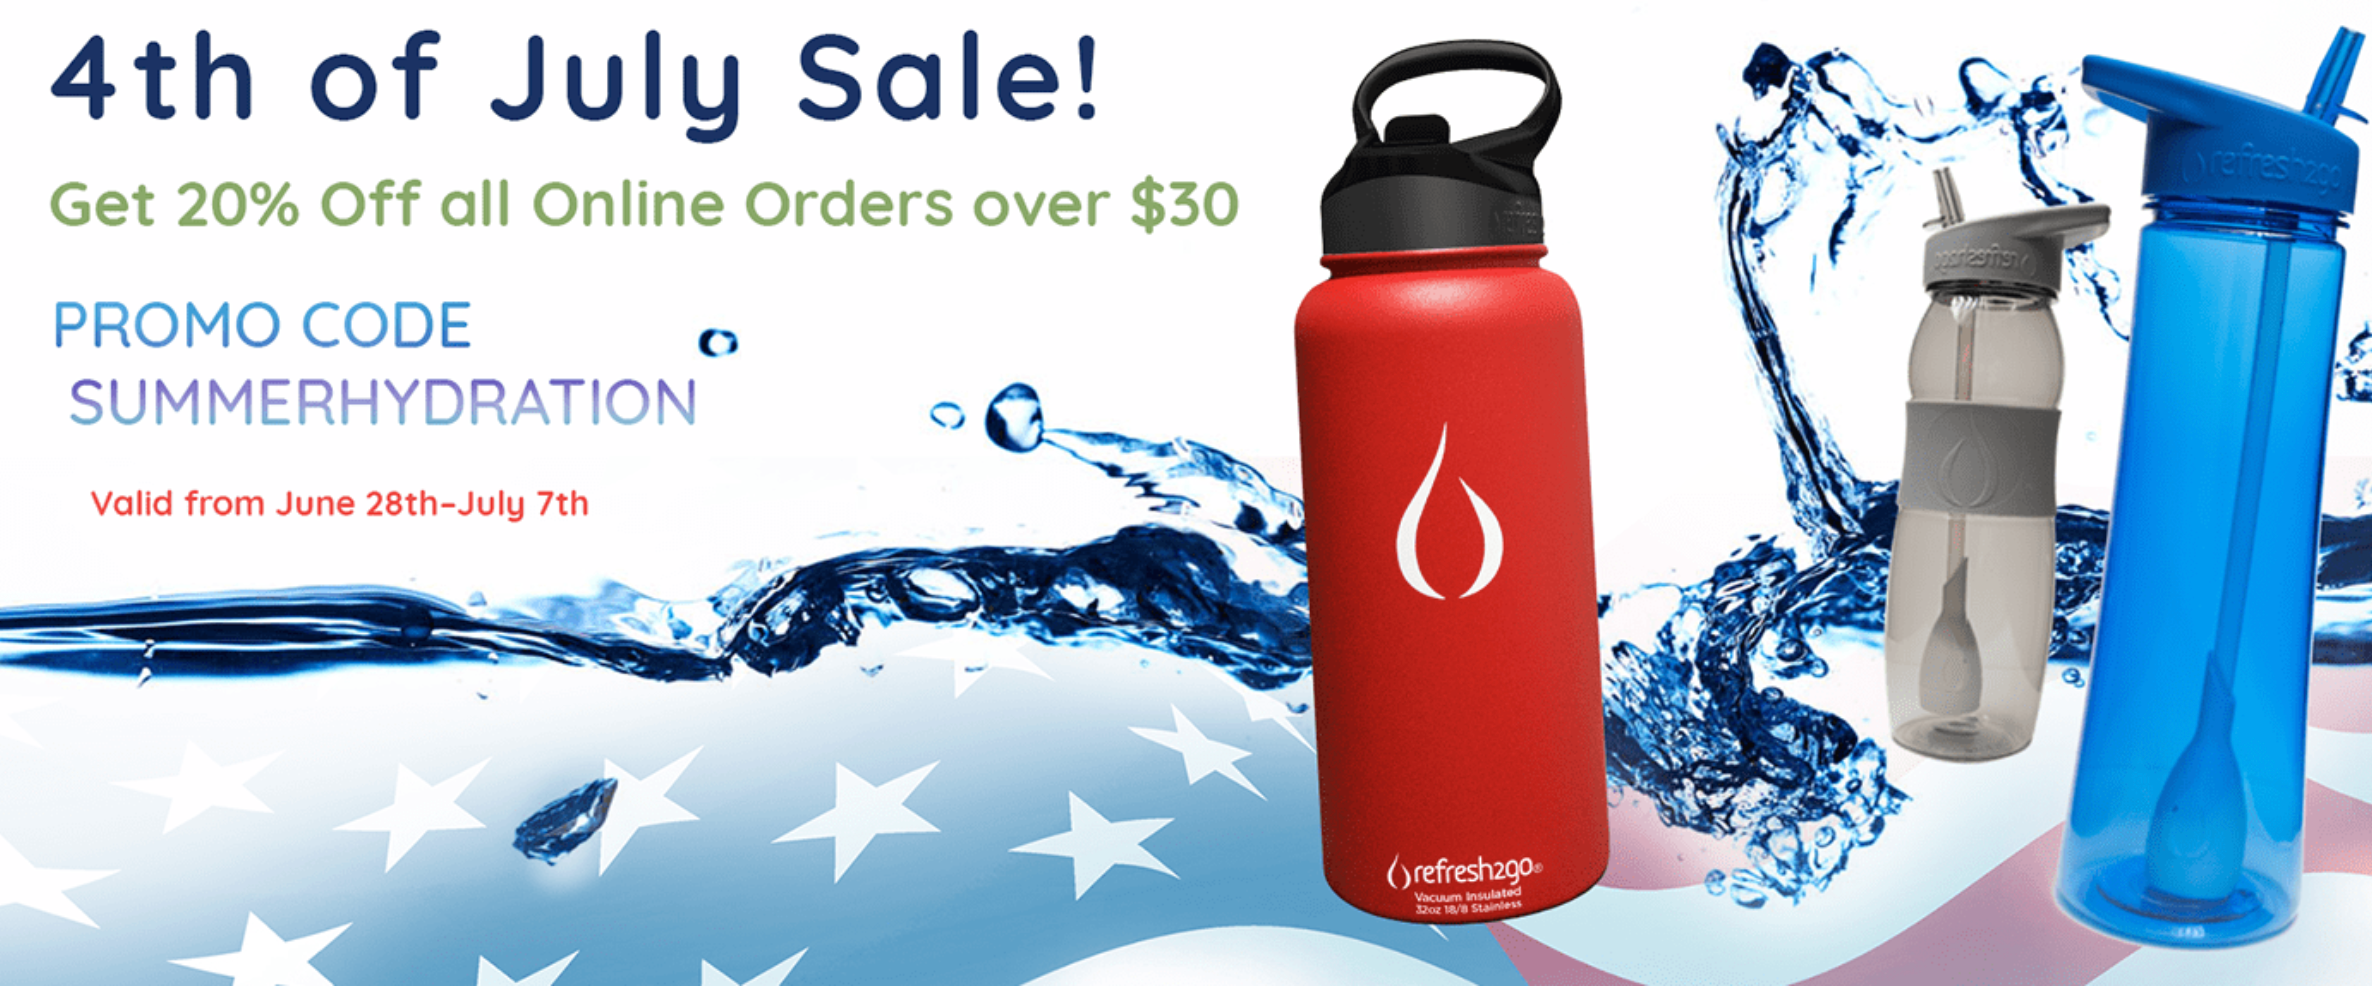 4th of July Sale!
Get 20% Off all Online Orders over $30
PROMO CODE
SUMMERHYDRATION
Valid from June 28th-July 7th
refresh2go®
Vacuum Insulated
32oz 18/8 Stainless
refresh2go
refresh2go